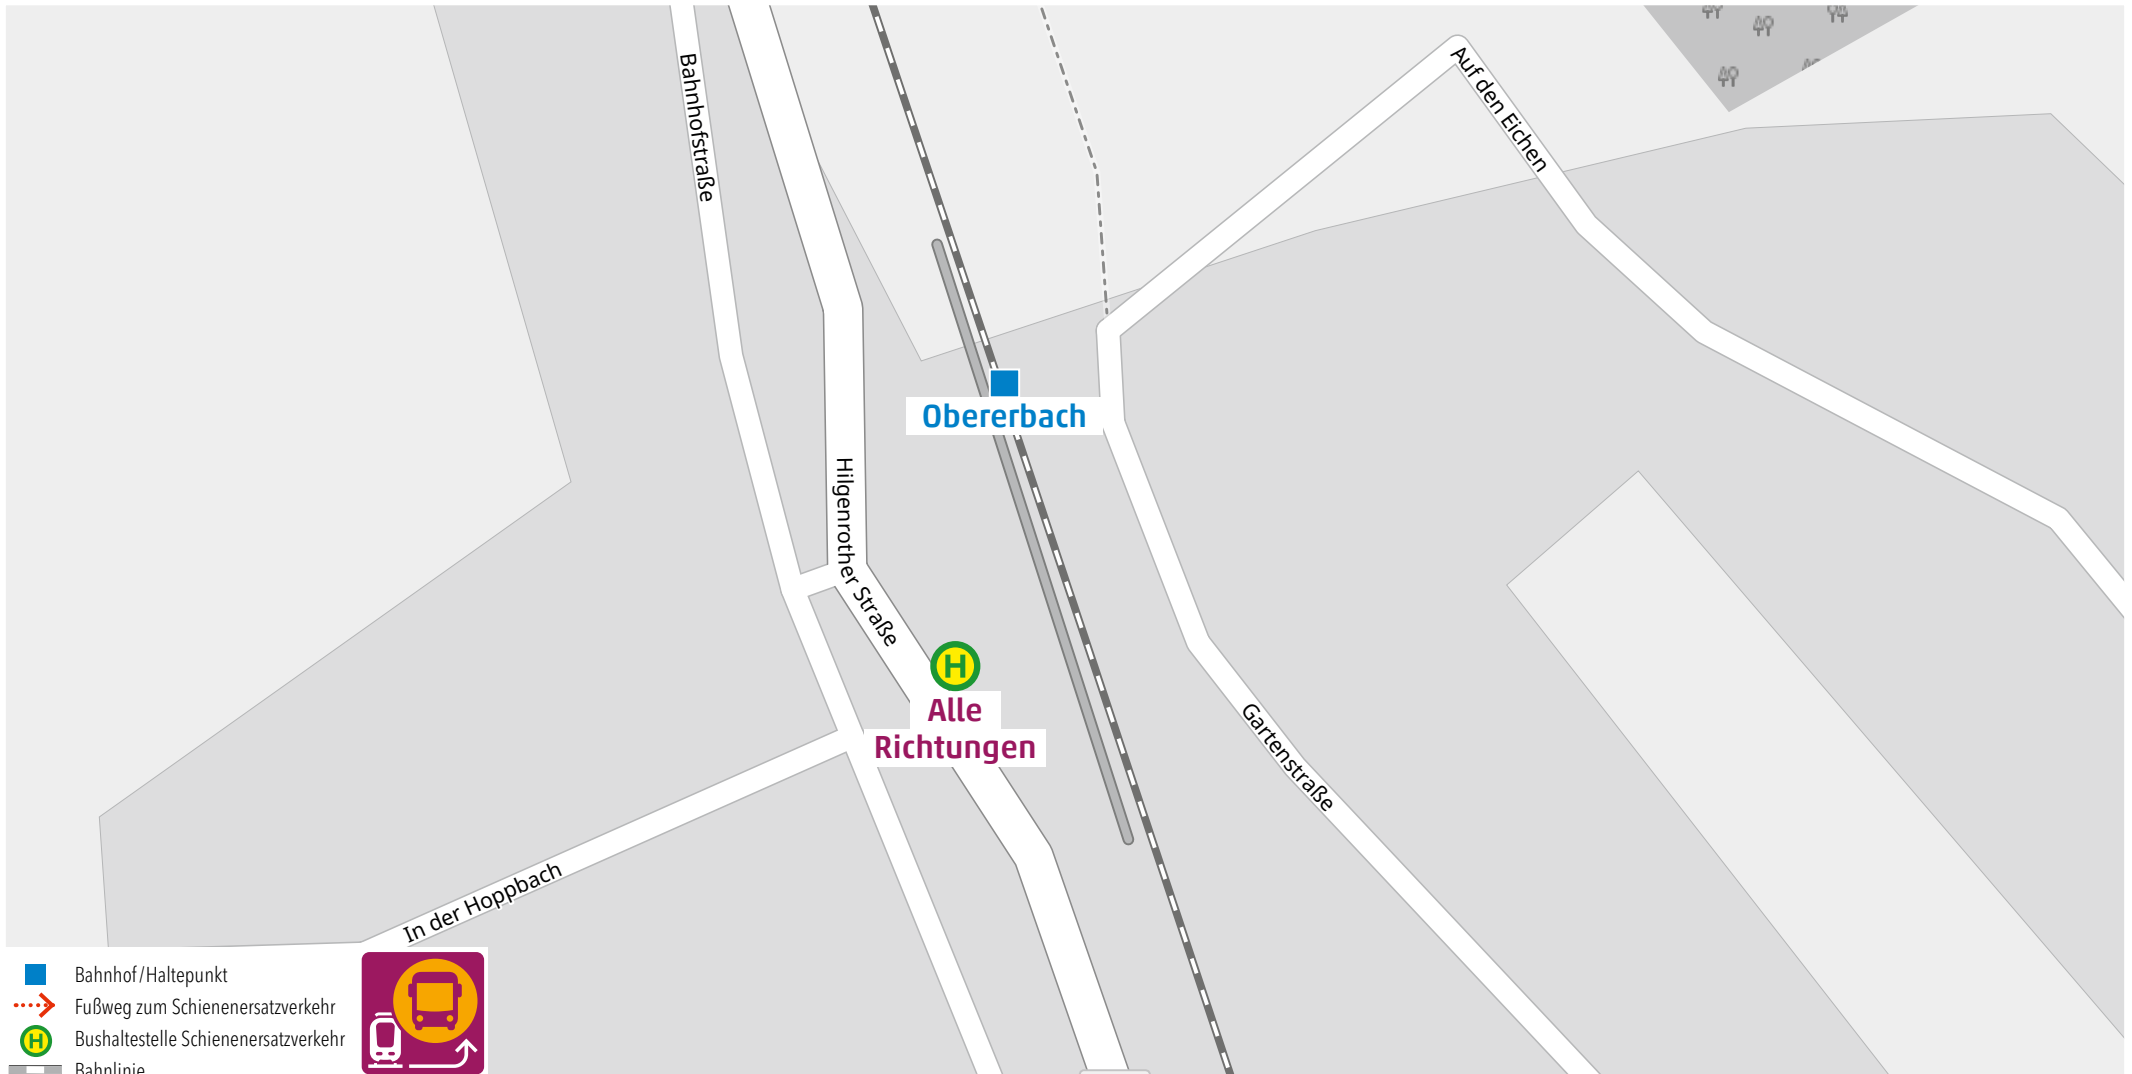 Bahnhofstraße
Auf den Eichen
Obererbach
Hilgenrother Straße
H
Alle
Richtungen
Gartenstraße
In der Hoppbach
Bahnhof/Haltepunkt
Fußweg zum Schienenersatzverkehr
H
Bushaltestelle Schienenersatzverkehr
Bahnlinie